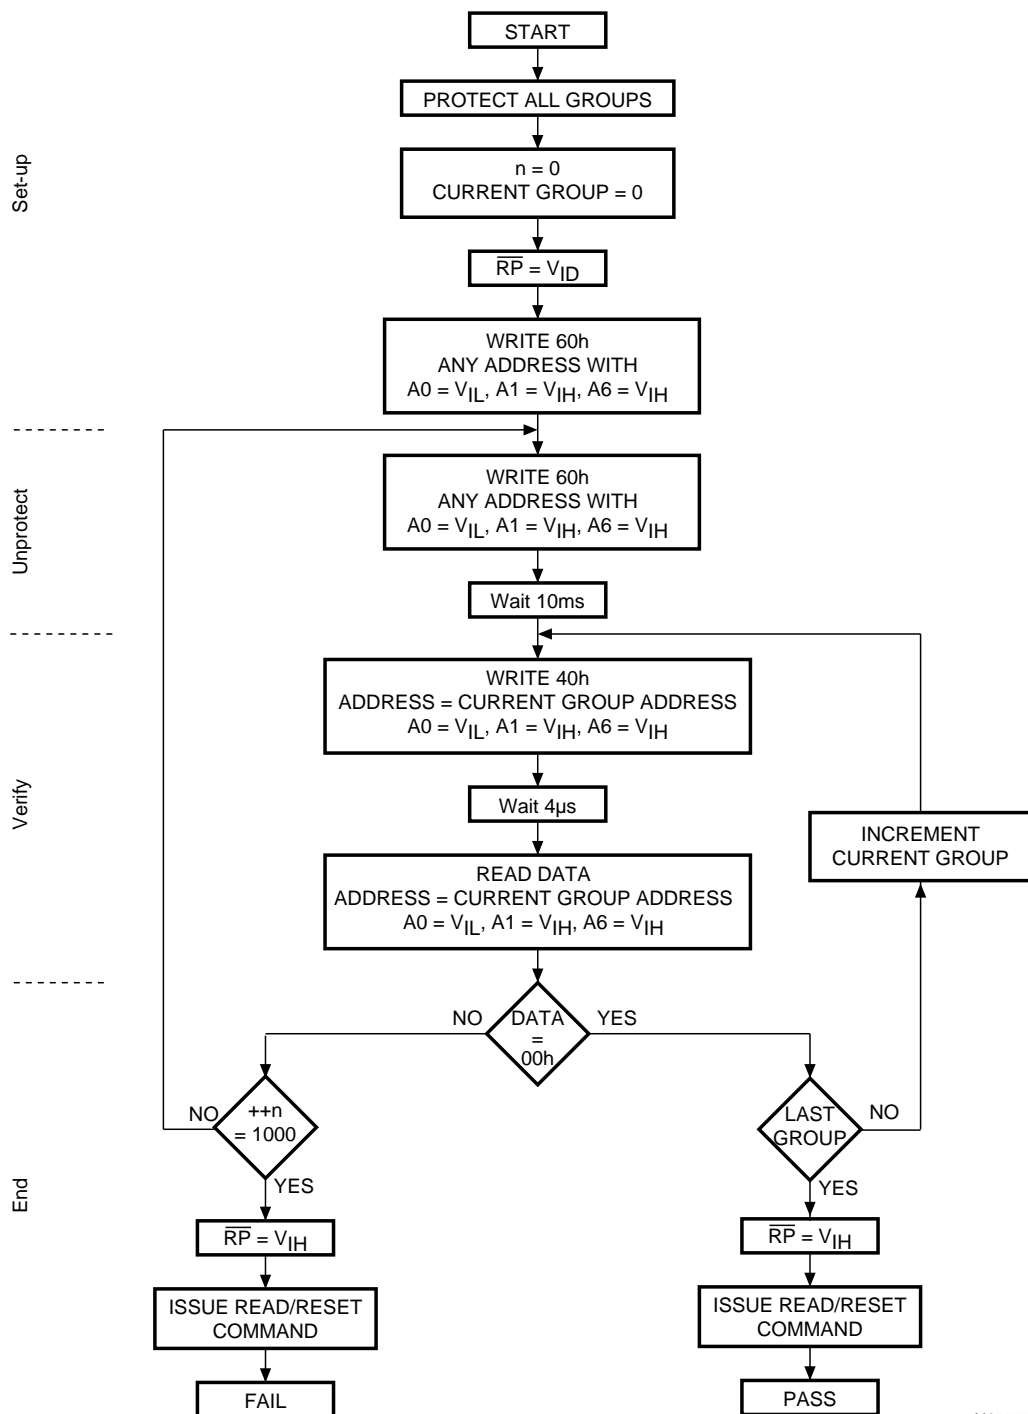 START
PROTECT ALL GROUPS
Set-up
n = 0
CURRENT GROUP = 0
R̅P̅ = VID
WRITE 60h
ANY ADDRESS WITH
A0 = VIL, A1 = VIH, A6 = VIH
Unprotect
WRITE 60h
ANY ADDRESS WITH
A0 = VIL, A1 = VIH, A6 = VIH
Wait 10ms
Verify
WRITE 40h
ADDRESS = CURRENT GROUP ADDRESS
A0 = VIL, A1 = VIH, A6 = VIH
Wait 4µs
INCREMENT
CURRENT GROUP
READ DATA
ADDRESS = CURRENT GROUP ADDRESS
A0 = VIL, A1 = VIH, A6 = VIH
End
NO
DATA
=
00h
YES
NO
++n
= 1000
LAST
GROUP
NO
YES
YES
R̅P̅ = VIH
R̅P̅ = VIH
ISSUE READ/RESET
COMMAND
ISSUE READ/RESET
COMMAND
FAIL
PASS